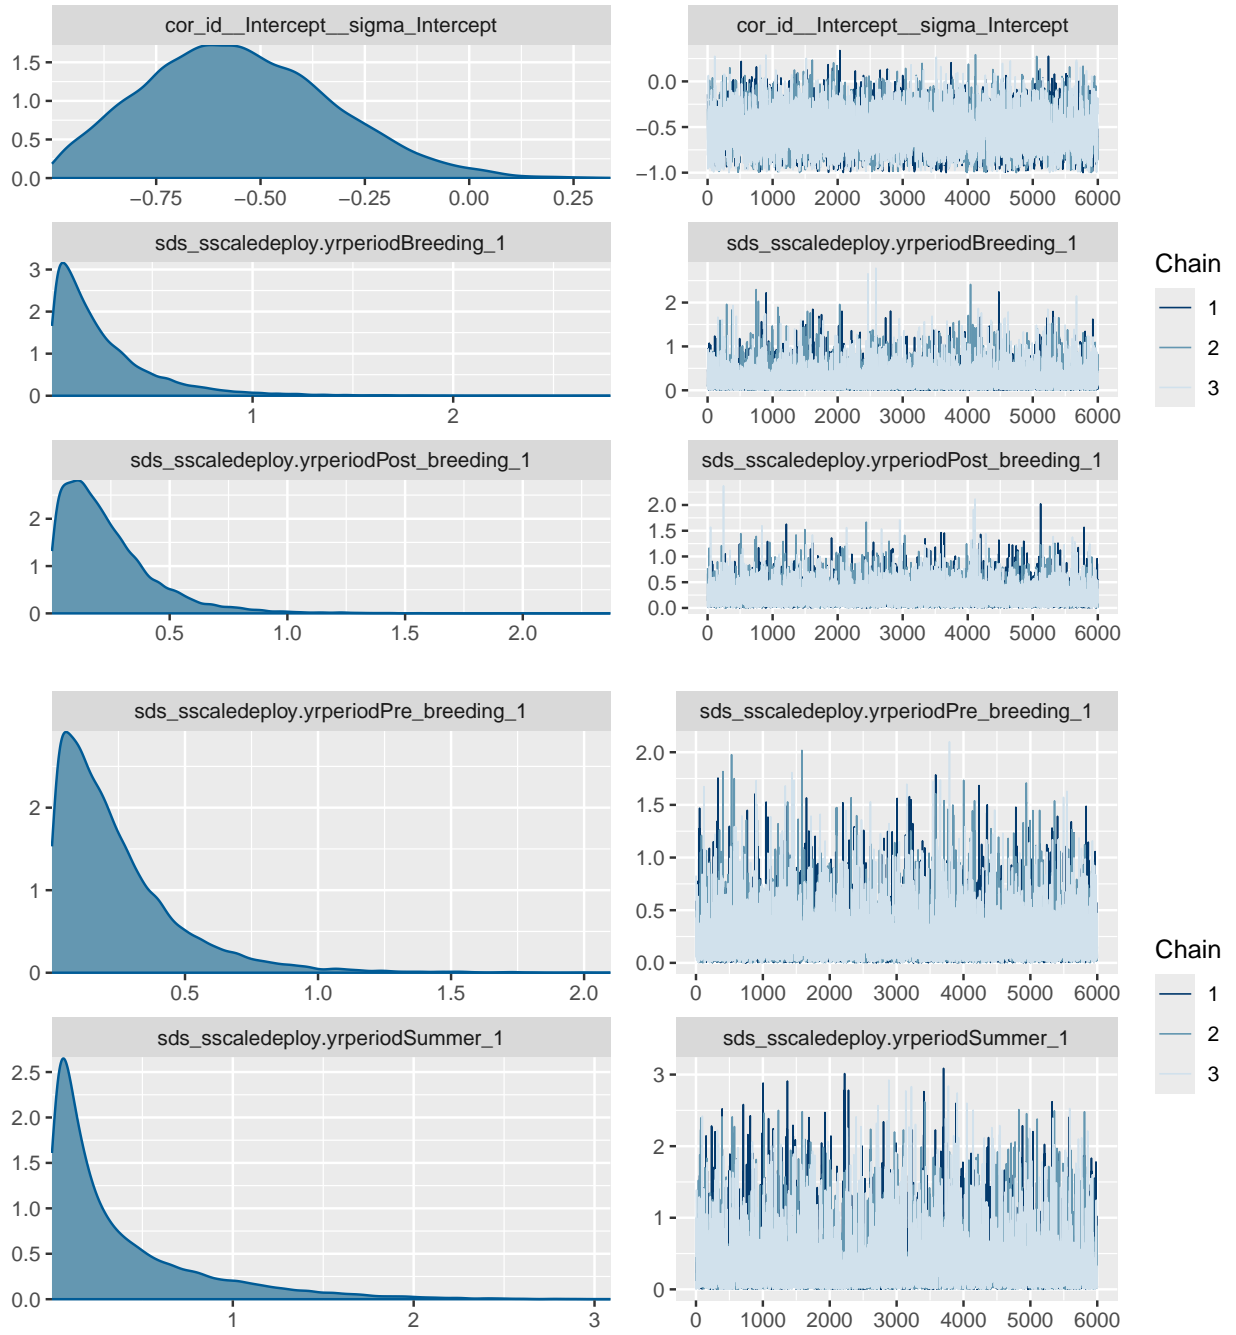 cor_id__Intercept__sigma_Intercept
1.5
1.0
0.5
0.0
−0.75 −0.50 −0.25 0.00 0.25
cor_id__Intercept__sigma_Intercept
0.0
−0.5
−1.0
0 1000 2000 3000 4000 5000 6000
sds_sscaledeploy.yrperiodBreeding_1
3
2
1
0
1 2
sds_sscaledeploy.yrperiodBreeding_1
2
1
0
0 1000 2000 3000 4000 5000 6000
sds_sscaledeploy.yrperiodPost_breeding_1
2
1
0
0.5 1.0 1.5 2.0
sds_sscaledeploy.yrperiodPost_breeding_1
2.0
1.5
1.0
0.5
0.0
0 1000 2000 3000 4000 5000 6000
Chain
1
2
3
sds_sscaledeploy.yrperiodPre_breeding_1
2
1
0
0.5 1.0 1.5 2.0
sds_sscaledeploy.yrperiodPre_breeding_1
2.0
1.5
1.0
0.5
0.0
0 1000 2000 3000 4000 5000 6000
sds_sscaledeploy.yrperiodSummer_1
2.5
2.0
1.5
1.0
0.5
0.0
1 2 3
sds_sscaledeploy.yrperiodSummer_1
3
2
1
0
0 1000 2000 3000 4000 5000 6000
Chain
1
2
3